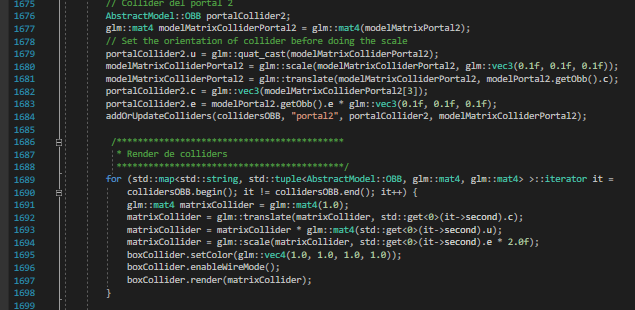 1675 // Collider del portal 2
1676 AbstractModel::OBB portalCollider2;
1677 glm::mat4 modelMatrixColliderPortal2 = glm::mat4(modelMatrixPortal2);
1678 // Set the orientation of collider before doing the scale
1679 portalCollider2.u = glm::quat_cast(modelMatrixColliderPortal2);
1680 modelMatrixColliderPortal2 = glm::scale(modelMatrixColliderPortal2, glm::vec3(0.1f, 0.1f, 0.1f));
1681 modelMatrixColliderPortal2 = glm::translate(modelMatrixColliderPortal2, modelPortal2.getObb().c);
1682 portalCollider2.c = glm::vec3(modelMatrixColliderPortal2[3]);
1683 portalCollider2.e = modelPortal2.getObb().e * glm::vec3(0.1f, 0.1f, 0.1f);
1684 addOrUpdateColliders(collidersOBB, "portal2", portalCollider2, modelMatrixColliderPortal2);
1685
1686 /*******************************************
1687 * Render de colliders
1688 *******************************************/
1689 for (std::map<std::string, std::tuple<AbstractModel::OBB, glm::mat4, glm::mat4> >::iterator it =
1690 collidersOBB.begin(); it != collidersOBB.end(); it++) {
1691 glm::mat4 matrixCollider = glm::mat4(1.0);
1692 matrixCollider = glm::translate(matrixCollider, std::get<0>(it->second).c);
1693 matrixCollider = matrixCollider * glm::mat4(std::get<0>(it->second).u);
1694 matrixCollider = glm::scale(matrixCollider, std::get<0>(it->second).e * 2.0f);
1695 boxCollider.setColor(glm::vec4(1.0, 1.0, 1.0, 1.0));
1696 boxCollider.enableWireMode();
1697 boxCollider.render(matrixCollider);
1698 }
1699